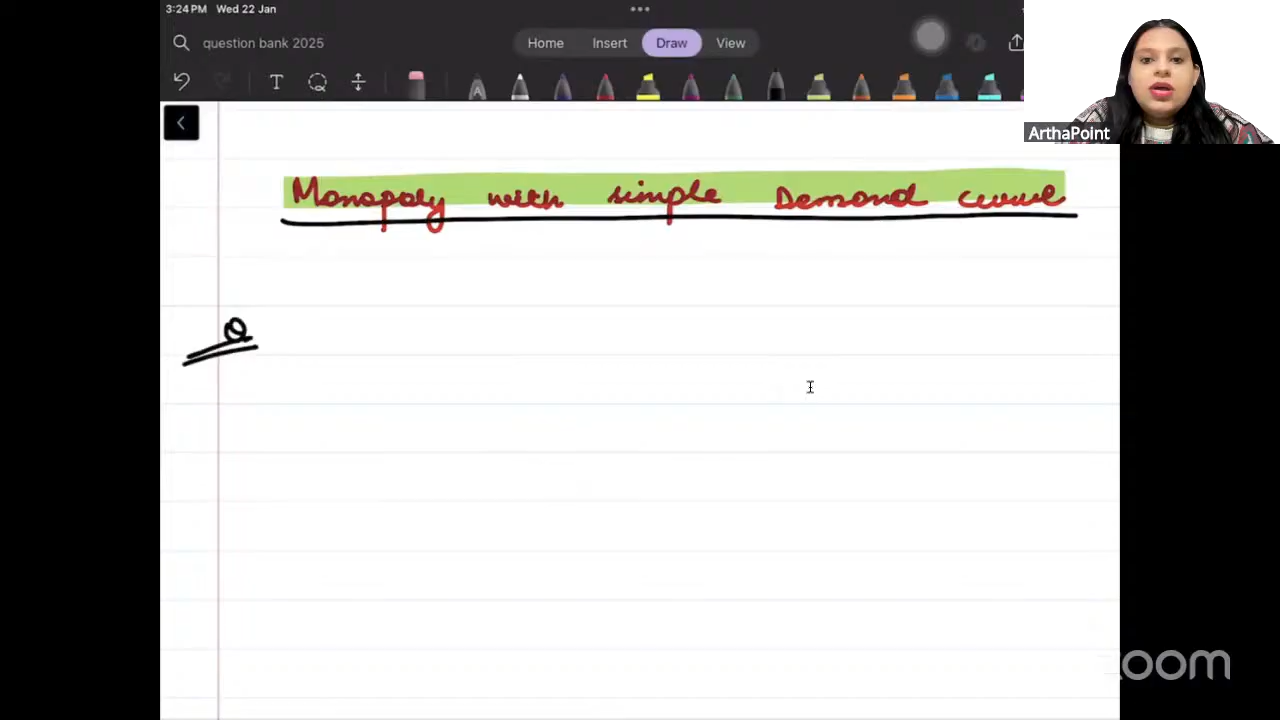 3:24 PM Wed 22 Jan
question bank 2025
Home Insert Draw View
ArthaPoint
Monopoly with simple Demand curve
Q
zoom